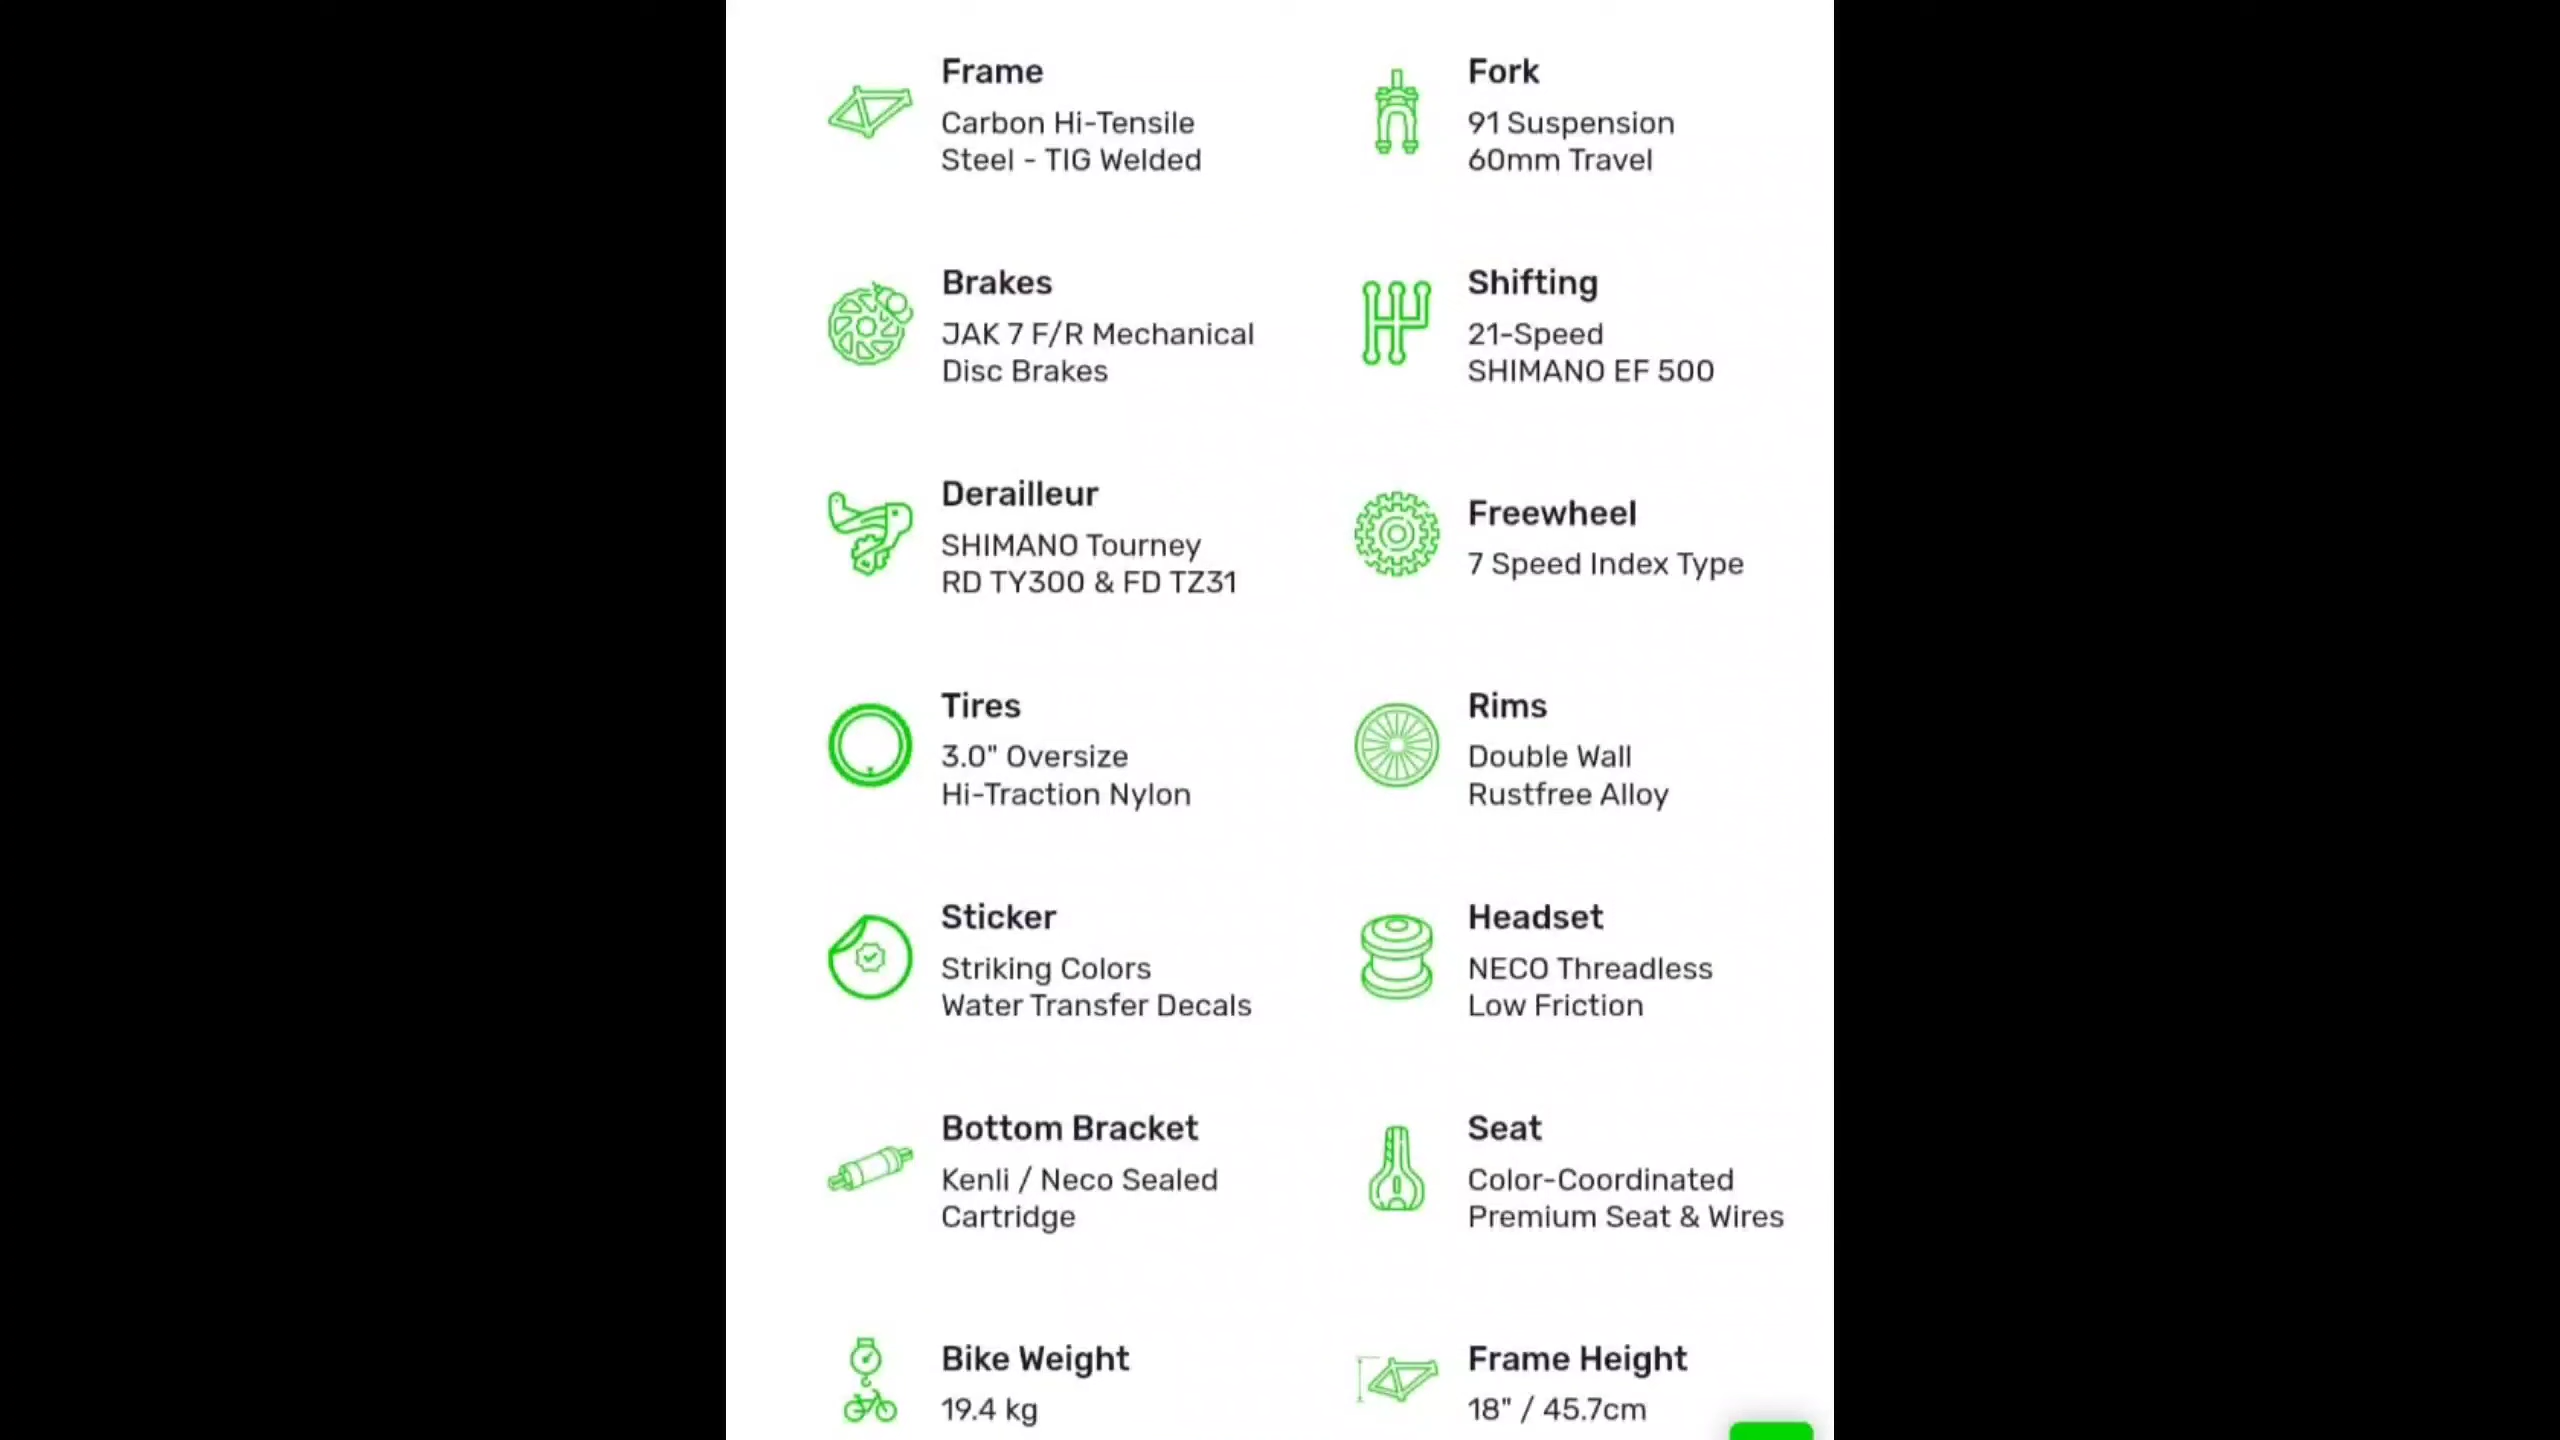 Frame
Carbon Hi-Tensile
Steel - TIG Welded
Fork
91 Suspension
60mm Travel
Brakes
JAK 7 F/R Mechanical
Disc Brakes
Shifting
21-Speed
SHIMANO EF 500
Derailleur
SHIMANO Tourney
RD TY300 & FD TZ31
Freewheel
7 Speed Index Type
Tires
3.0" Oversize
Hi-Traction Nylon
Rims
Double Wall
Rustfree Alloy
Sticker
Striking Colors
Water Transfer Decals
Headset
NECO Threadless
Low Friction
Bottom Bracket
Kenli / Neco Sealed
Cartridge
Seat
Color-Coordinated
Premium Seat & Wires
Bike Weight
19.4 kg
Frame Height
18" / 45.7cm